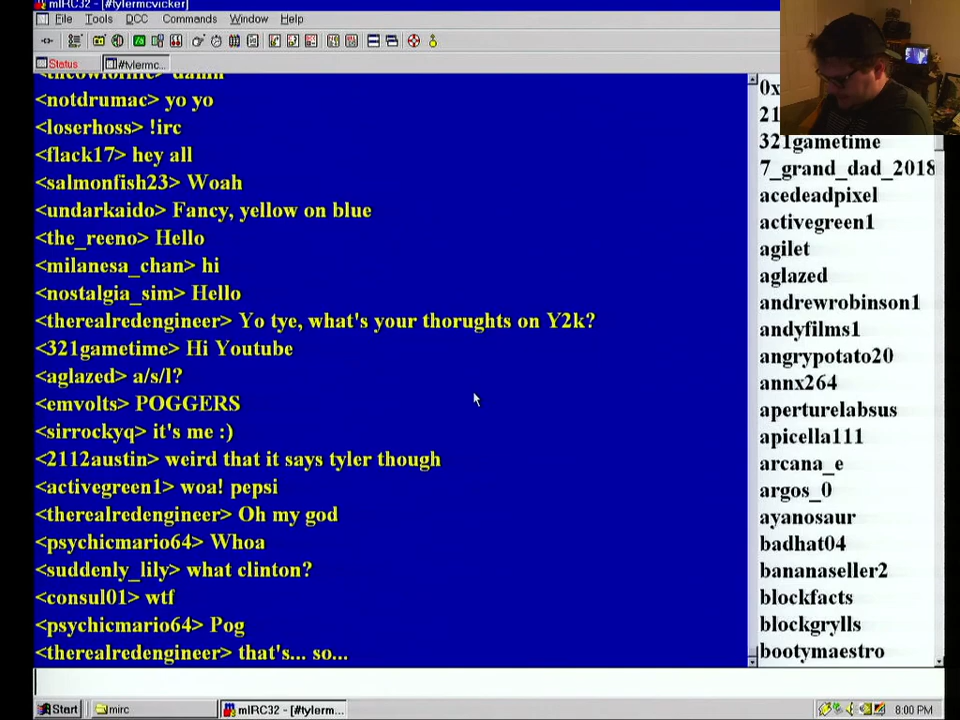 mIRC32 - [#tylermcvicker]
File Tools DCC Commands Window Help
Status #tylermc...
<notdrumac> yo yo
<loserhoss> !irc
<flack17> hey all
<salmonfish23> Woah
<undarkaido> Fancy, yellow on blue
<the_reeno> Hello
<milanesa_chan> hi
<nostalgia_sim> Hello
<therealredengineer> Yo tye, what's your thorughts on Y2k?
<321gametime> Hi Youtube
<aglazed> a/s/l?
<emvolts> POGGERS
<sirrockyq> it's me :)
<2112austin> weird that it says tyler though
<activegreen1> woa! pepsi
<therealredengineer> Oh my god
<psychicmario64> Whoa
<suddenly_lily> what clinton?
<consul01> wtf
<psychicmario64> Pog
<therealredengineer> that's... so...
0x
21
321gametime
7_grand_dad_2018
acedeadpixel
activegreen1
agilet
aglazed
andrewrobinson1
andyfilms1
angrypotato20
annx264
aperturelabsus
apicella111
arcana_e
argos_0
ayanosaur
badhat04
bananaseller2
blockfacts
blockgrylls
bootymaestro
Start mirc mIRC32 - [#tylerm... 8:00 PM